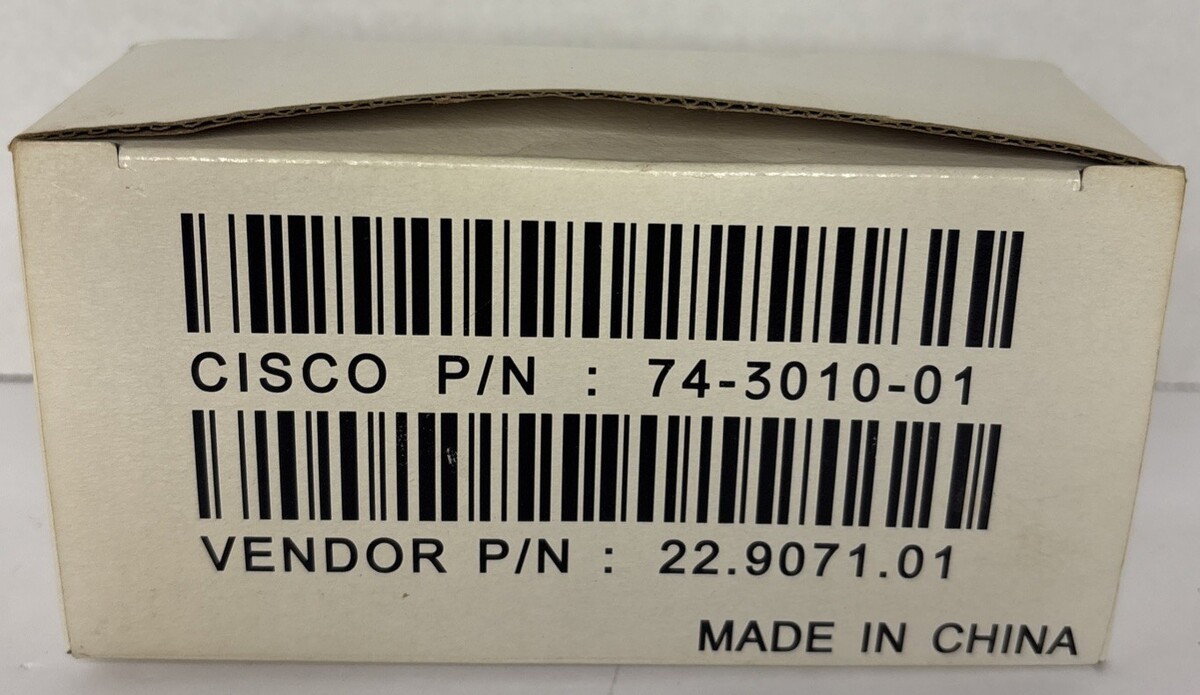 CISCO P/N : 74-3010-01
VENDOR P/N : 22.9071.01
MADE IN CHINA